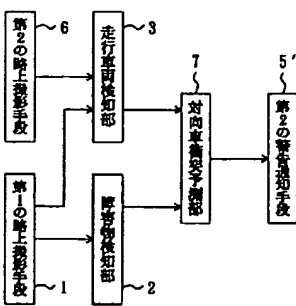 6
第2の路上投影手段
3
走行車両検知部
7
対向車衝突予測部
5'
第2の警告通知手段
第1の路上投影手段
1
障害物検知部
2